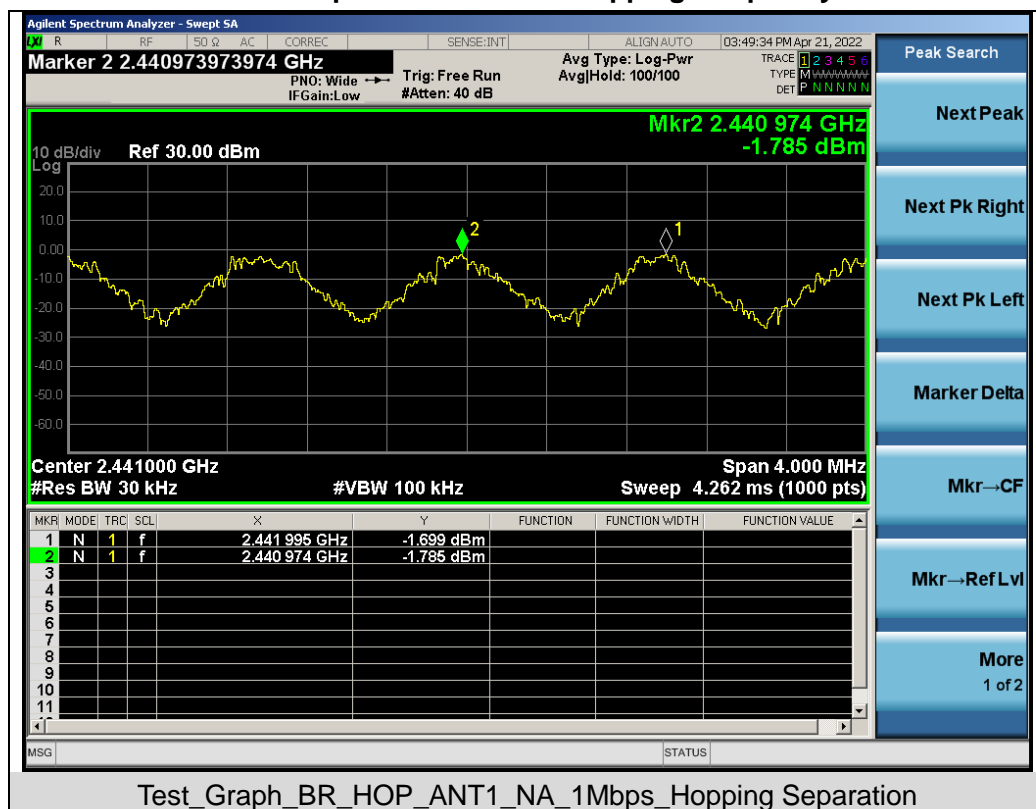 Agilent Spectrum Analyzer - Swept SA
LXI R RF 50 Ω AC CORREC SENSE:INT ALIGN AUTO 03:49:34 PM Apr 21, 2022
Marker 2 2.440973973974 GHz
PNO: Wide
IFGain:Low
Trig: Free Run
#Atten: 40 dB
Avg Type: Log-Pwr
Avg|Hold: 100/100
TRACE 1 2 3 4 5 6
TYPE M
DET P N N N N N
Mkr2 2.440 974 GHz
-1.785 dBm
10 dB/div Ref 30.00 dBm
Log
20.0
10.0
0.00
-10.0
-20.0
-30.0
-40.0
-50.0
-60.0
2
1
Center 2.441000 GHz Span 4.000 MHz
#Res BW 30 kHz #VBW 100 kHz Sweep 4.262 ms (1000 pts)
MKR MODE TRC SCL X Y FUNCTION FUNCTION WIDTH FUNCTION VALUE
1 N 1 f 2.441 995 GHz -1.699 dBm
2 N 1 f 2.440 974 GHz -1.785 dBm
3
4
5
6
7
8
9
10
11
MSG STATUS
Peak Search
Next Peak
Next Pk Right
Next Pk Left
Marker Delta
Mkr→CF
Mkr→Ref Lvl
More
1 of 2
Test_Graph_BR_HOP_ANT1_NA_1Mbps_Hopping Separation